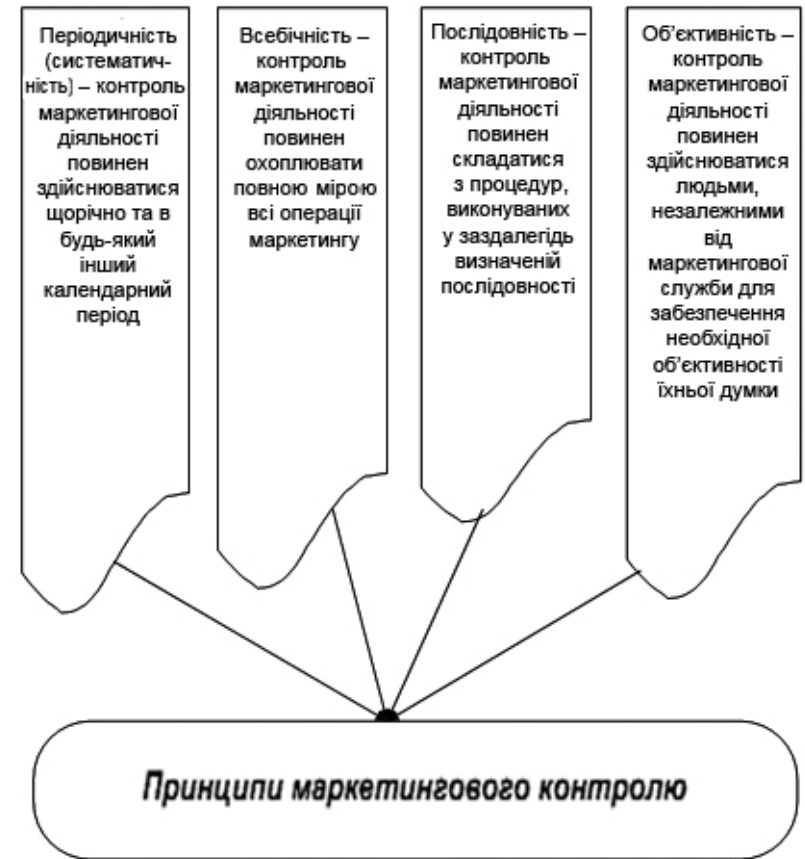 Періодичність
(систематич-
ність) – контроль
маркетингової
діяльності
повинен
здійснюватися
щорічно та в
будь-який
інший
календарний
період
Всебічність –
контроль
маркетингової
діяльності
повинен
охоплювати
повною мірою
всі операції
маркетингу
Послідовність –
контроль
маркетингової
діяльності
повинен
складатися
з процедур,
виконуваних
у заздалегідь
визначеній
послідовності
Об’єктивність –
контроль
маркетингової
діяльності
повинен
здійснюватися
людьми,
незалежними
від
маркетингової
служби для
забезпечення
необхідної
об’єктивності
їхньої думки
Принципи маркетингового контролю